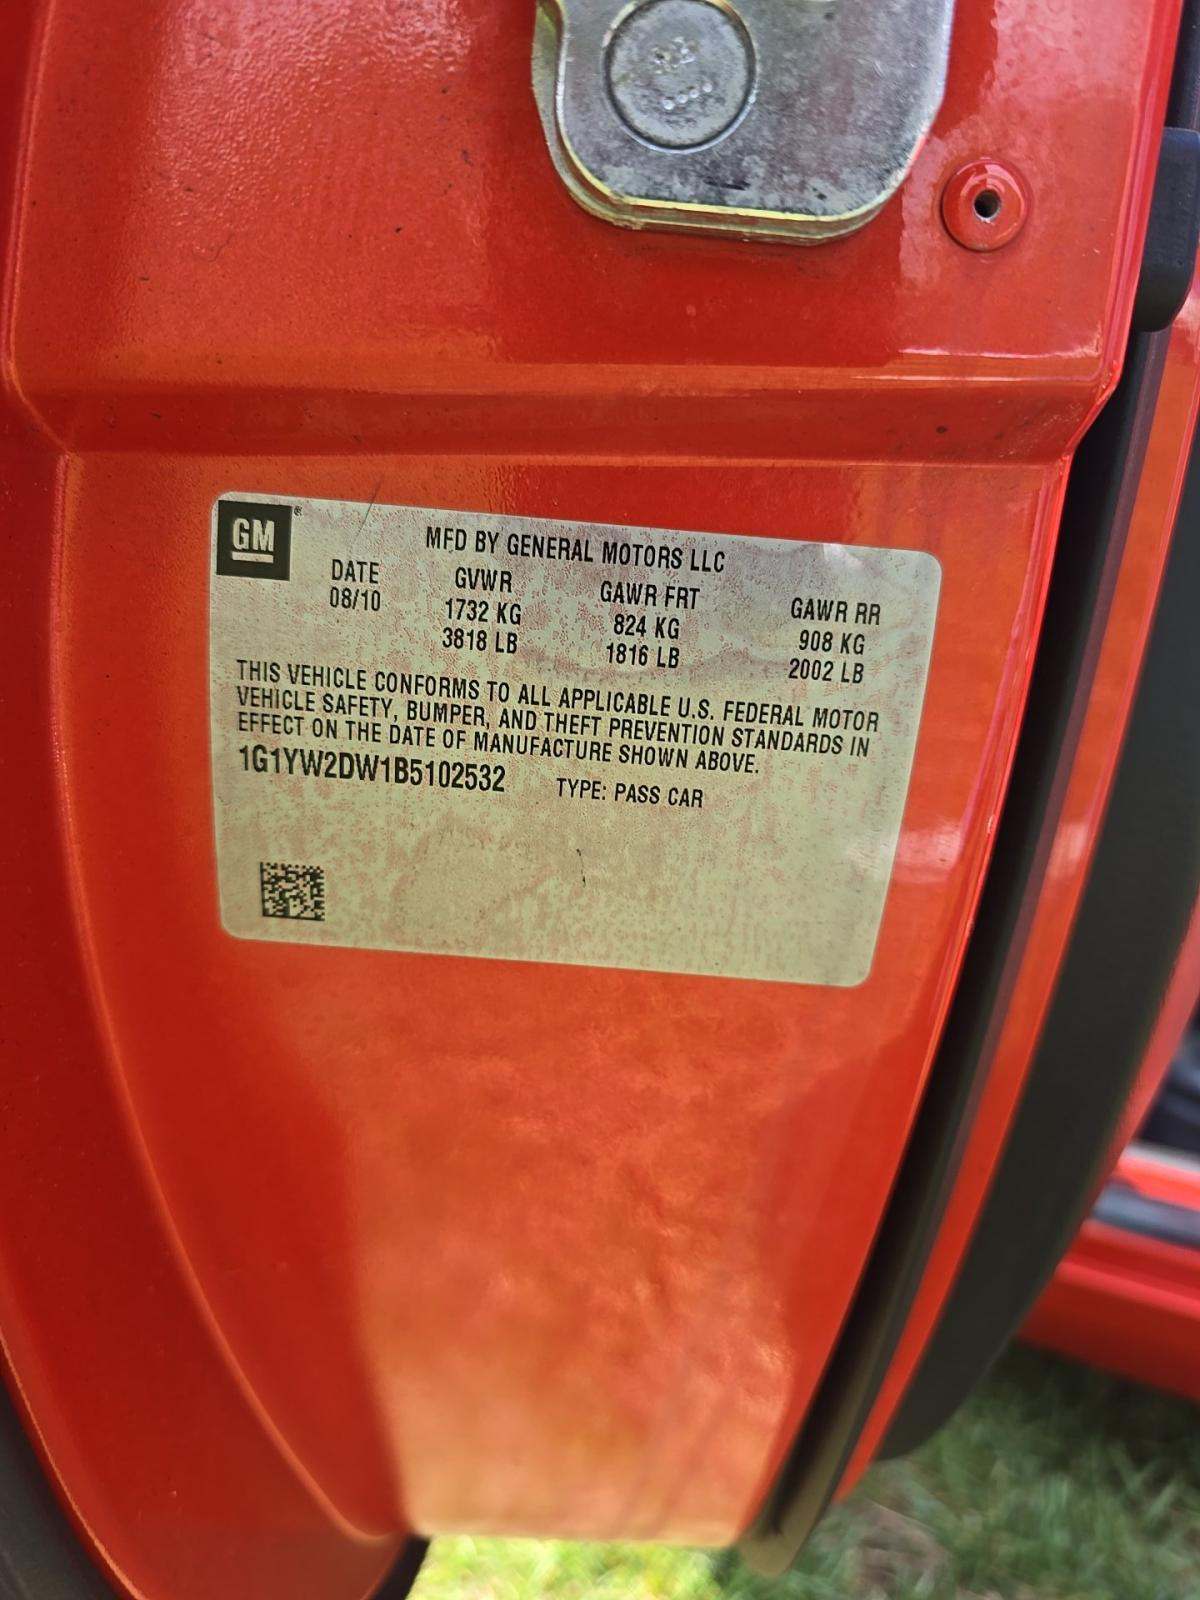 GM ®
MFD BY GENERAL MOTORS LLC
DATE GVWR GAWR FRT GAWR RR
08/10 1732 KG 824 KG 908 KG
3818 LB 1816 LB 2002 LB
THIS VEHICLE CONFORMS TO ALL APPLICABLE U.S. FEDERAL MOTOR
VEHICLE SAFETY, BUMPER, AND THEFT PREVENTION STANDARDS IN
EFFECT ON THE DATE OF MANUFACTURE SHOWN ABOVE.
1G1YW2DW1B5102532 TYPE: PASS CAR